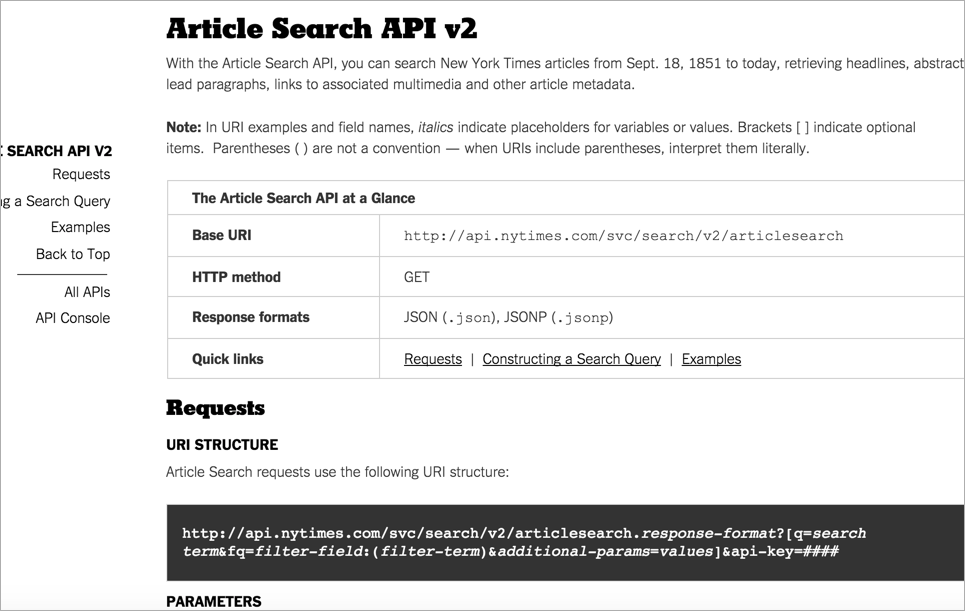 Article Search API v2
With the Article Search API, you can search New York Times articles from Sept. 18, 1851 to today, retrieving headlines, abstract
lead paragraphs, links to associated multimedia and other article metadata.
Note: In URI examples and field names, italics indicate placeholders for variables or values. Brackets [ ] indicate optional
items. Parentheses ( ) are not a convention — when URIs include parentheses, interpret them literally.
SEARCH API V2
Requests
g a Search Query
Examples
Back to Top
All APIs
API Console
The Article Search API at a Glance
Base URI http://api.nytimes.com/svc/search/v2/articlesearch
HTTP method GET
Response formats JSON (.json), JSONP (.jsonp)
Quick links Requests | Constructing a Search Query | Examples
Requests
URI STRUCTURE
Article Search requests use the following URI structure:
http://api.nytimes.com/svc/search/v2/articlesearch.response-format?[q=search
term&fq=filter-field:(filter-term)&additional-params=values]&api-key=####
PARAMETERS